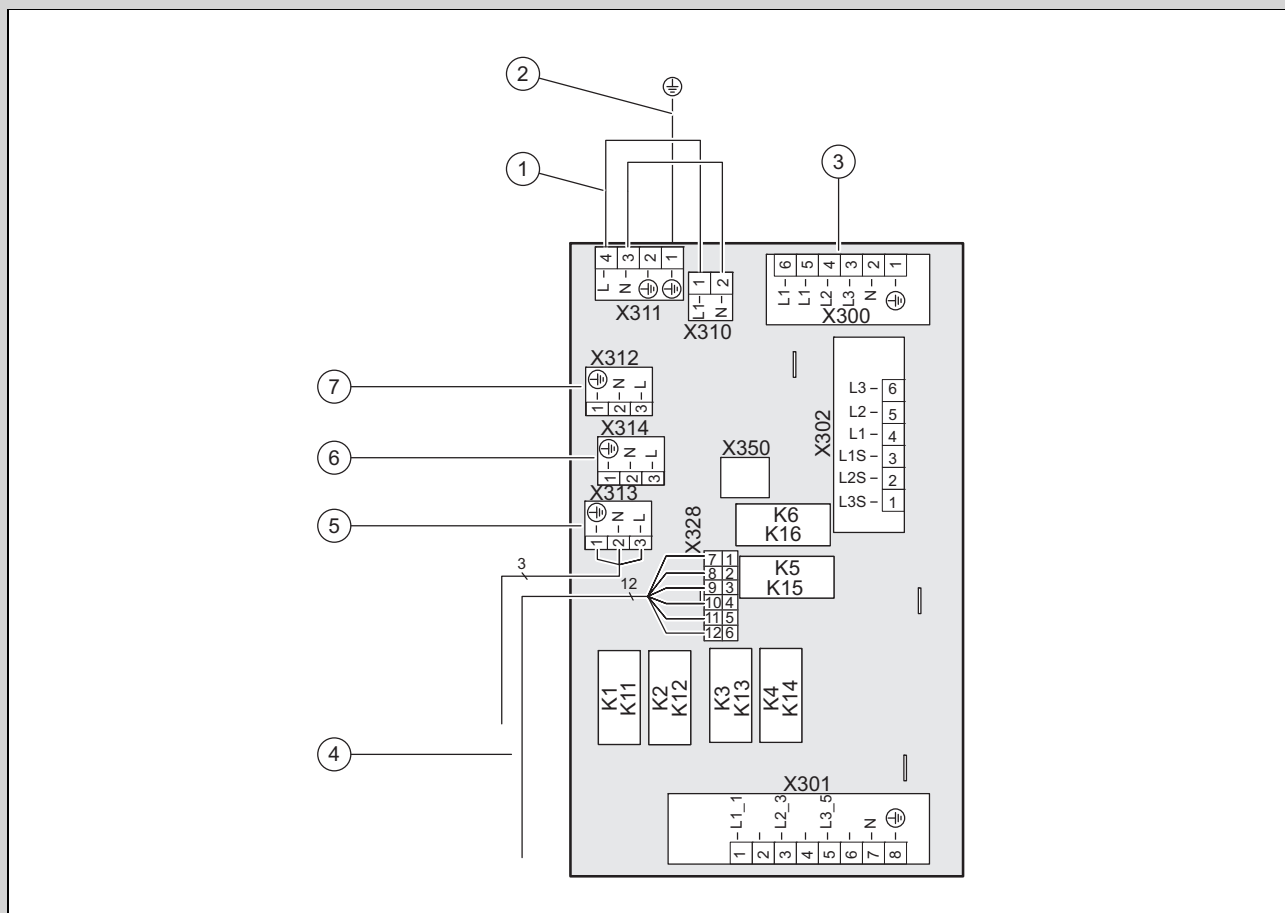 2
1
3
4 3 2 1
L N
X311
1 2
L1 N
X310
6 5 4 3 2 1
L1 L1 L2 L3 N
X300
7
X312
N L
1 2 3
6
X314
N L
1 2 3
5
X313
N L
1 2 3
X350
X302
L3 6
L2 5
L1 4
L1S 3
L2S 2
L3S 1
K6
K16
X328
7 1
8 2
9 3
10 4
11 5
12 6
K5
K15
3
12
K1
K11
K2
K12
K3
K13
K4
K14
4
X301
L1_1 L2_3 L3_5 N
1 2 3 4 5 6 7 8